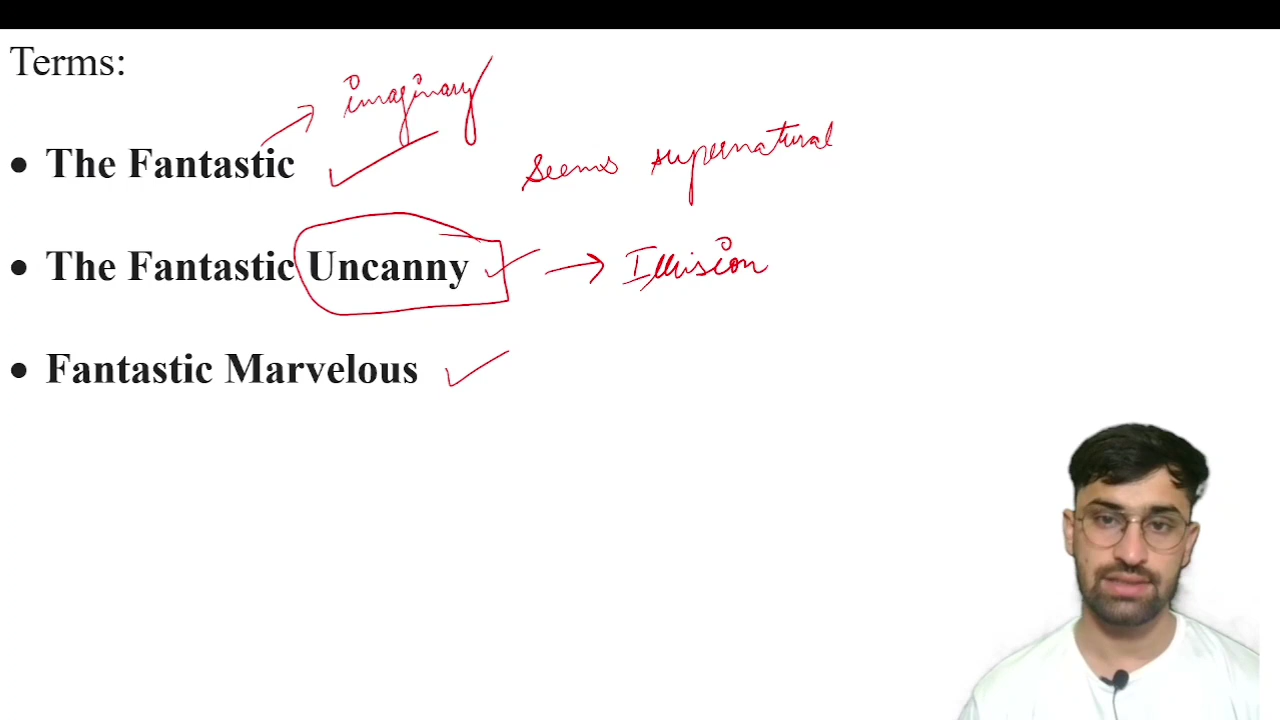 Terms:
imaginary
• The Fantastic
Seems supernatural
• The Fantastic Uncanny → Illusion
• Fantastic Marvelous